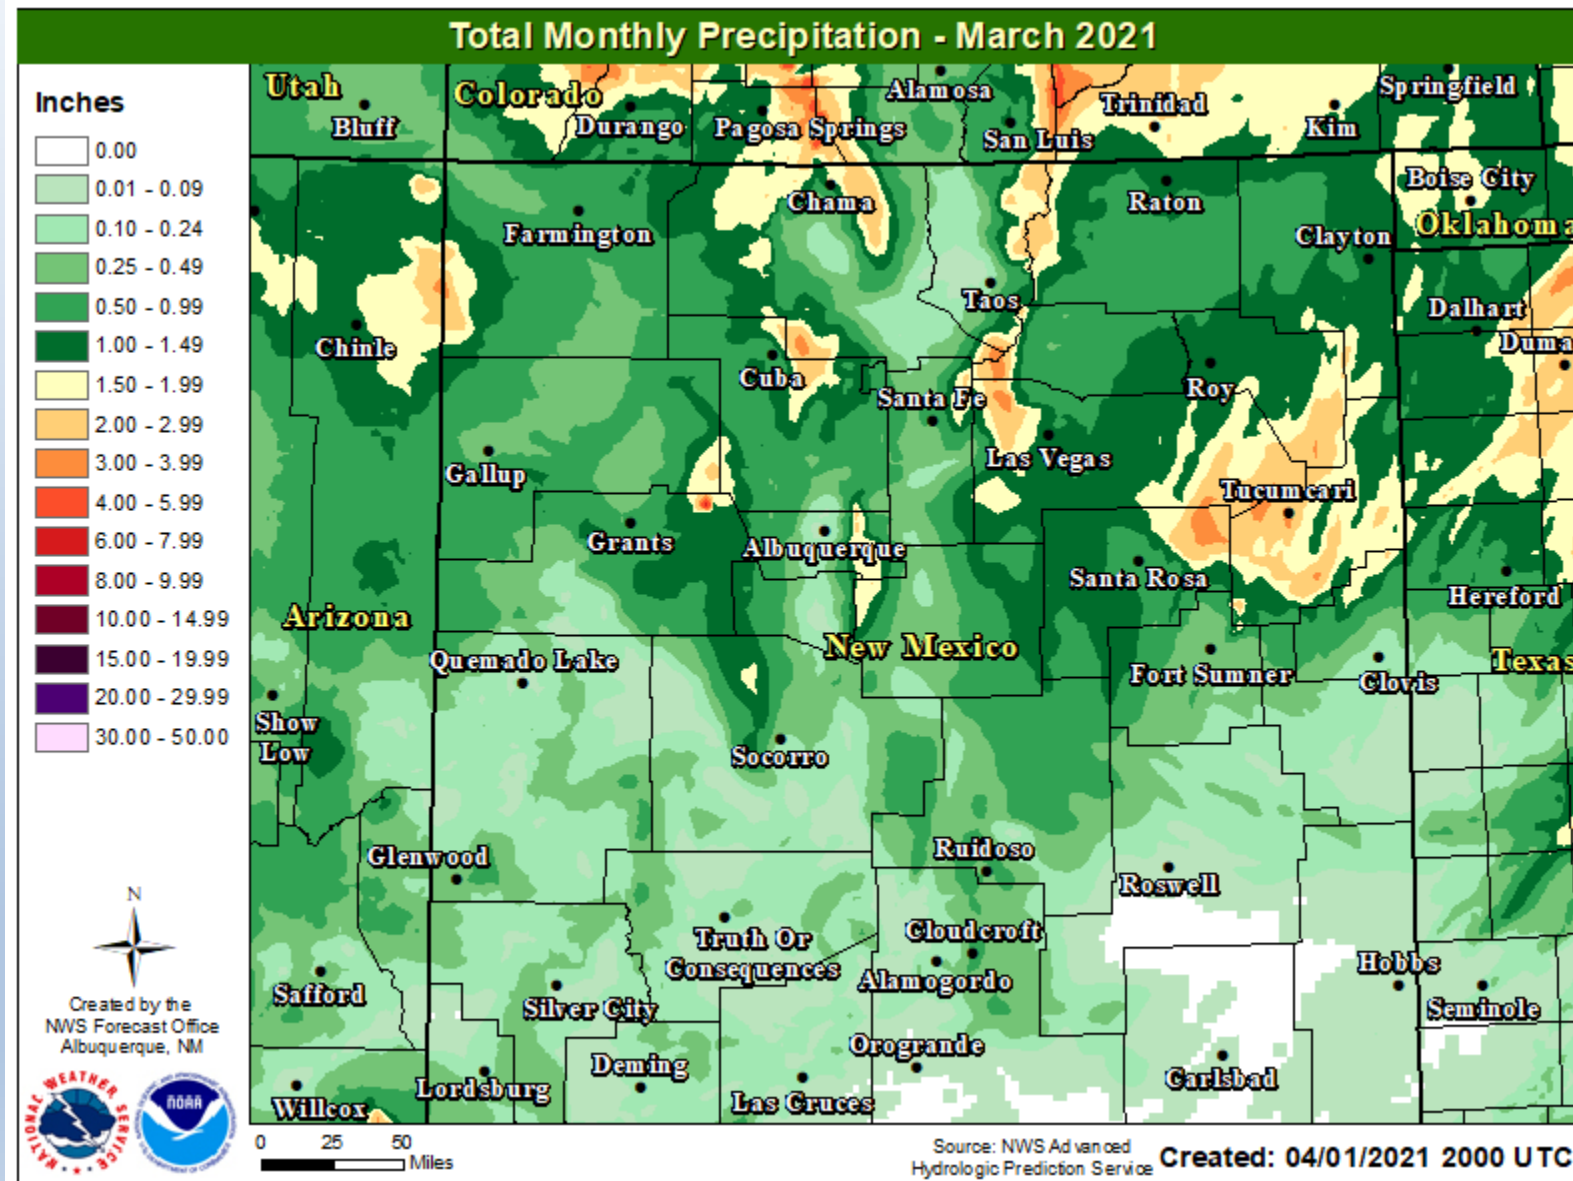 Total Monthly Precipitation - March 2021
Inches
0.00
0.01 - 0.09
0.10 - 0.24
0.25 - 0.49
0.50 - 0.99
1.00 - 1.49
1.50 - 1.99
2.00 - 2.99
3.00 - 3.99
4.00 - 5.99
6.00 - 7.99
8.00 - 9.99
10.00 - 14.99
15.00 - 19.99
20.00 - 29.99
30.00 - 50.00
N
Created by the
NWS Forecast Office
Albuquerque, NM
NATIONAL WEATHER SERVICE
NOAA
Utah
Colorado
Alamosa
Springfield
Bluff
Durango
Pagosa Springs
San Luis
Trinidad
Kim
Chama
Raton
Boise City
Farmington
Clayton
Oklahoma
Taos
Dalhart
Chinle
Duma
Cuba
Santa Fe
Roy
Gallup
Las Vegas
Tucumcari
Grants
Albuquerque
Santa Rosa
Hereford
Arizona
New Mexico
Quemado Lake
Fort Sumner
Clovis
Texas
Show
Low
Socorro
Glenwood
Ruidoso
Roswell
Truth Or
Consequences
Cloudcroft
Alamogordo
Hobbs
Safford
Silver City
Seminole
Orogrande
Deming
Carlsbad
Lordsburg
Willcox
Las Cruces
0 25 50
Miles
Source: NWS Advanced
Hydrologic Prediction Service
Created: 04/01/2021 2000 UTC